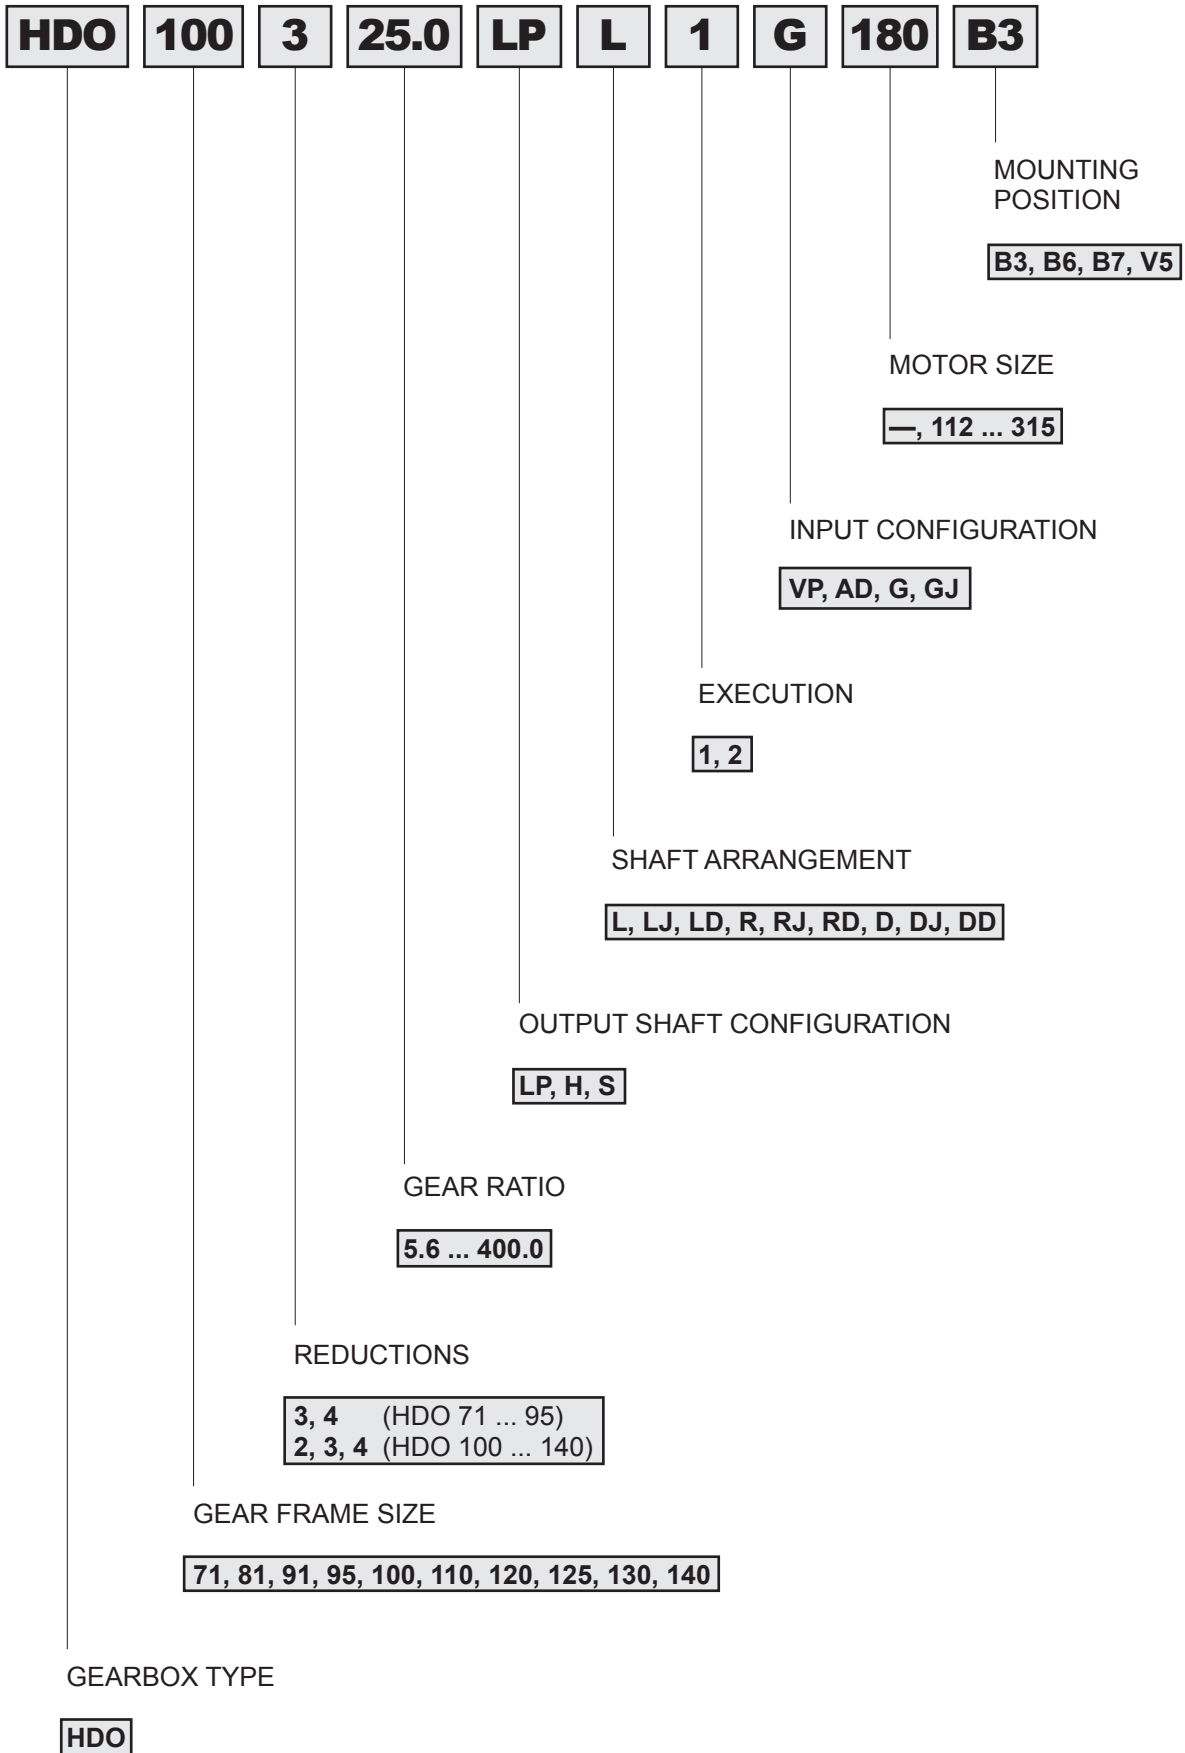 HDO 100 3 25.0 LP L 1 G 180 B3
MOUNTING
POSITION
B3, B6, B7, V5
MOTOR SIZE
—, 112 ... 315
INPUT CONFIGURATION
VP, AD, G, GJ
EXECUTION
1, 2
SHAFT ARRANGEMENT
L, LJ, LD, R, RJ, RD, D, DJ, DD
OUTPUT SHAFT CONFIGURATION
LP, H, S
GEAR RATIO
5.6 ... 400.0
REDUCTIONS
3, 4 (HDO 71 ... 95)
2, 3, 4 (HDO 100 ... 140)
GEAR FRAME SIZE
71, 81, 91, 95, 100, 110, 120, 125, 130, 140
GEARBOX TYPE
HDO